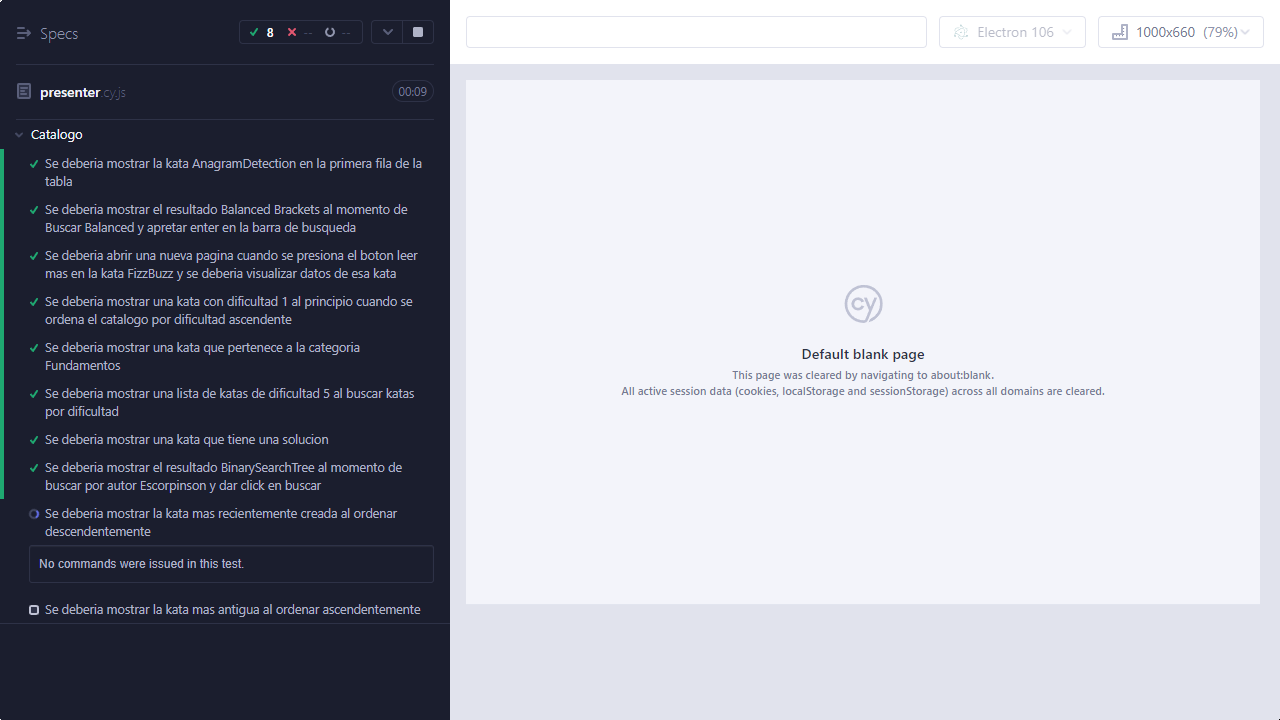 Specs
8
--
--
Electron 106
1000x660 (79%)
presenter.cy.js
00:09
Catalogo
Se deberia mostrar la kata AnagramDetection en la primera fila de la
tabla
Se deberia mostrar el resultado Balanced Brackets al momento de
Buscar Balanced y apretar enter en la barra de busqueda
Se deberia abrir una nueva pagina cuando se presiona el boton leer
mas en la kata FizzBuzz y se deberia visualizar datos de esa kata
Se deberia mostrar una kata con dificultad 1 al principio cuando se
ordena el catalogo por dificultad ascendente
Se deberia mostrar una kata que pertenece a la categoria
Fundamentos
Se deberia mostrar una lista de katas de dificultad 5 al buscar katas
por dificultad
Se deberia mostrar una kata que tiene una solucion
Se deberia mostrar el resultado BinarySearchTree al momento de
buscar por autor Escorpinson y dar click en buscar
Se deberia mostrar la kata mas recientemente creada al ordenar
descendentemente
No commands were issued in this test.
Se deberia mostrar la kata mas antigua al ordenar ascendentemente
cy
Default blank page
This page was cleared by navigating to about:blank.
All active session data (cookies, localStorage and sessionStorage) across all domains are cleared.